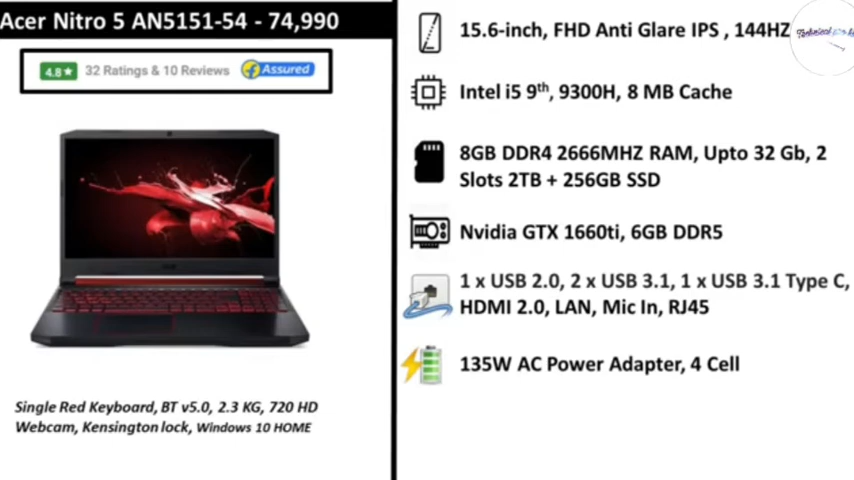 Acer Nitro 5 AN5151-54 - 74,990
4.8★ 32 Ratings & 10 Reviews Assured
Single Red Keyboard, BT v5.0, 2.3 KG, 720 HD
Webcam, Kensington lock, Windows 10 HOME
15.6-inch, FHD Anti Glare IPS , 144HZ
Technical
Intel i5 9th, 9300H, 8 MB Cache
8GB DDR4 2666MHZ RAM, Upto 32 Gb, 2
Slots 2TB + 256GB SSD
Nvidia GTX 1660ti, 6GB DDR5
1 x USB 2.0, 2 x USB 3.1, 1 x USB 3.1 Type C,
HDMI 2.0, LAN, Mic In, RJ45
135W AC Power Adapter, 4 Cell